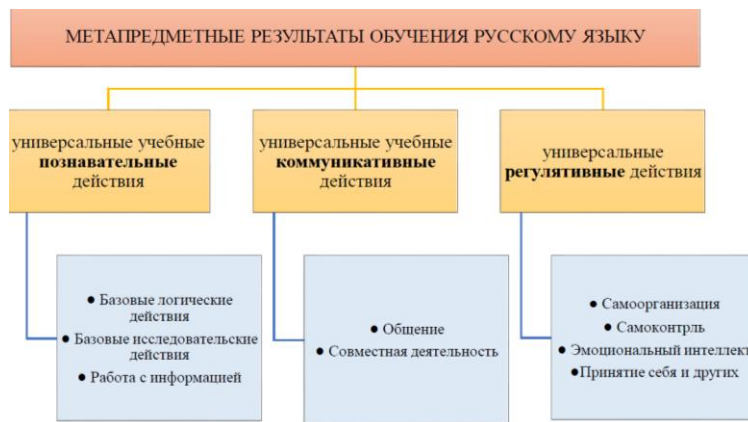 МЕТАПРЕДМЕТНЫЕ РЕЗУЛЬТАТЫ ОБУЧЕНИЯ РУССКОМУ ЯЗЫКУ
универсальные учебные
познавательные
действия
универсальные учебные
коммуникативные
действия
универсальные
регулятивные действия
● Базовые логические
действия
● Базовые исследовательские
действия
● Работа с информацией
● Общение
● Совместная деятельность
● Самоорганизация
● Самоконтрль
● Эмоциональный интеллект
●Принятие себя и других